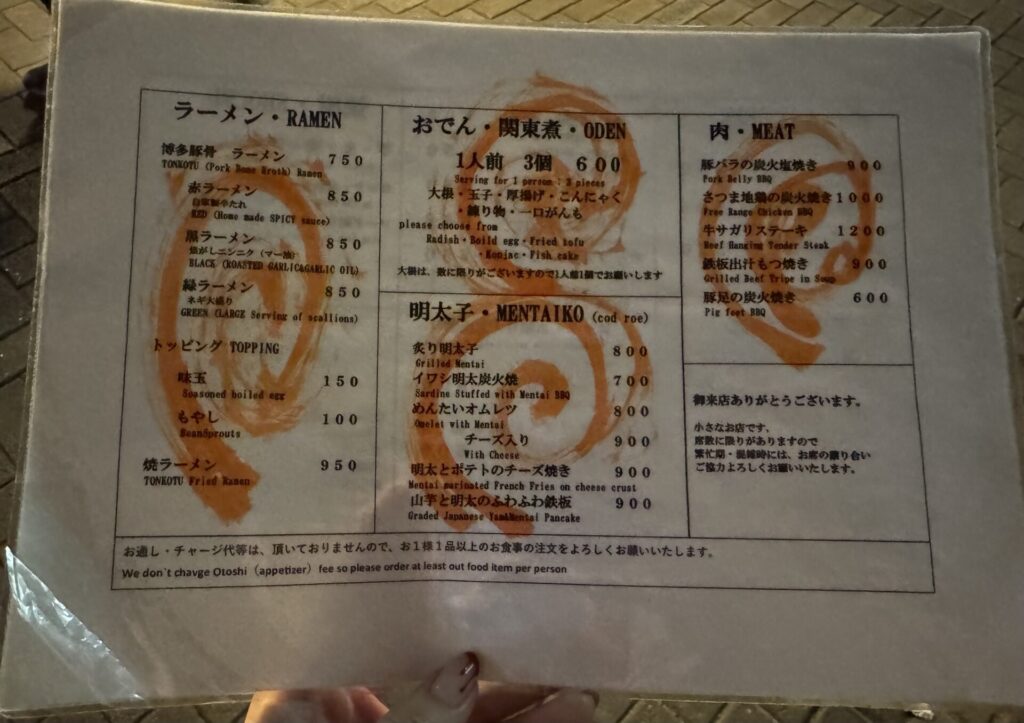 ラーメン・RAMEN
博多豚骨 ラーメン 750
TONKOTU (Pork Bone Broth) Ramen
赤ラーメン 850
自家製辛たれ
RED (Home made SPICY sauce)
黒ラーメン 850
焦がしニンニク（マー油）
BLACK (ROASTED GARLIC&GARLIC OIL)
緑ラーメン 850
ネギ大盛り
GREEN (LARGE Serving of scallions)
トッピング TOPPING
味玉 150
Seasoned boiled egg
もやし 100
BeanSprouts
焼ラーメン 950
TONKOTU Fried Ramen
おでん・関東煮・ODEN
1人前 3個 600
Serving for 1 person : 3 pieces
大根・玉子・厚揚げ・こんにゃく
・練り物・一口がんも
please choose from
Radish・Boild egg・Fried tofu
・Konjac・Fish cake
大根は、数に限りがございますので1人前1個でお願いします
明太子・MENTAIKO (cod roe)
炙り明太子 800
Grilled Mentai
イワシ明太炭火焼 700
Sardine Stuffed with Mentai BBQ
めんたいオムレツ 800
Omelet with Mentai
チーズ入り 900
With Cheese
明太とポテトのチーズ焼き 900
Mentai marinated French Fries on cheese crust
山芋と明太のふわふわ鉄板 900
Graded Japanese Yam&Mentai Pancake
肉・MEAT
豚バラの炭火塩焼き 900
Pork Belly BBQ
さつま地鶏の炭火焼き 1000
Free Range Chicken BBQ
牛サガリステーキ 1200
Beef Hanging Tender Steak
鉄板出汁もつ焼き 900
Grilled Beef Tripe in Soup
豚足の炭火焼き 600
Pig feet BBQ
御来店ありがとうございます。
小さなお店です、
席数に限りがありますので
繁忙期・混雑時には、お席の譲り合い
ご協力よろしくお願いいたします。
お通し・チャージ代等は、頂いておりませんので、お1様1品以上のお食事の注文をよろしくお願いいたします。
We don't chavge Otoshi（appetizer）fee so please order at least out food item per person